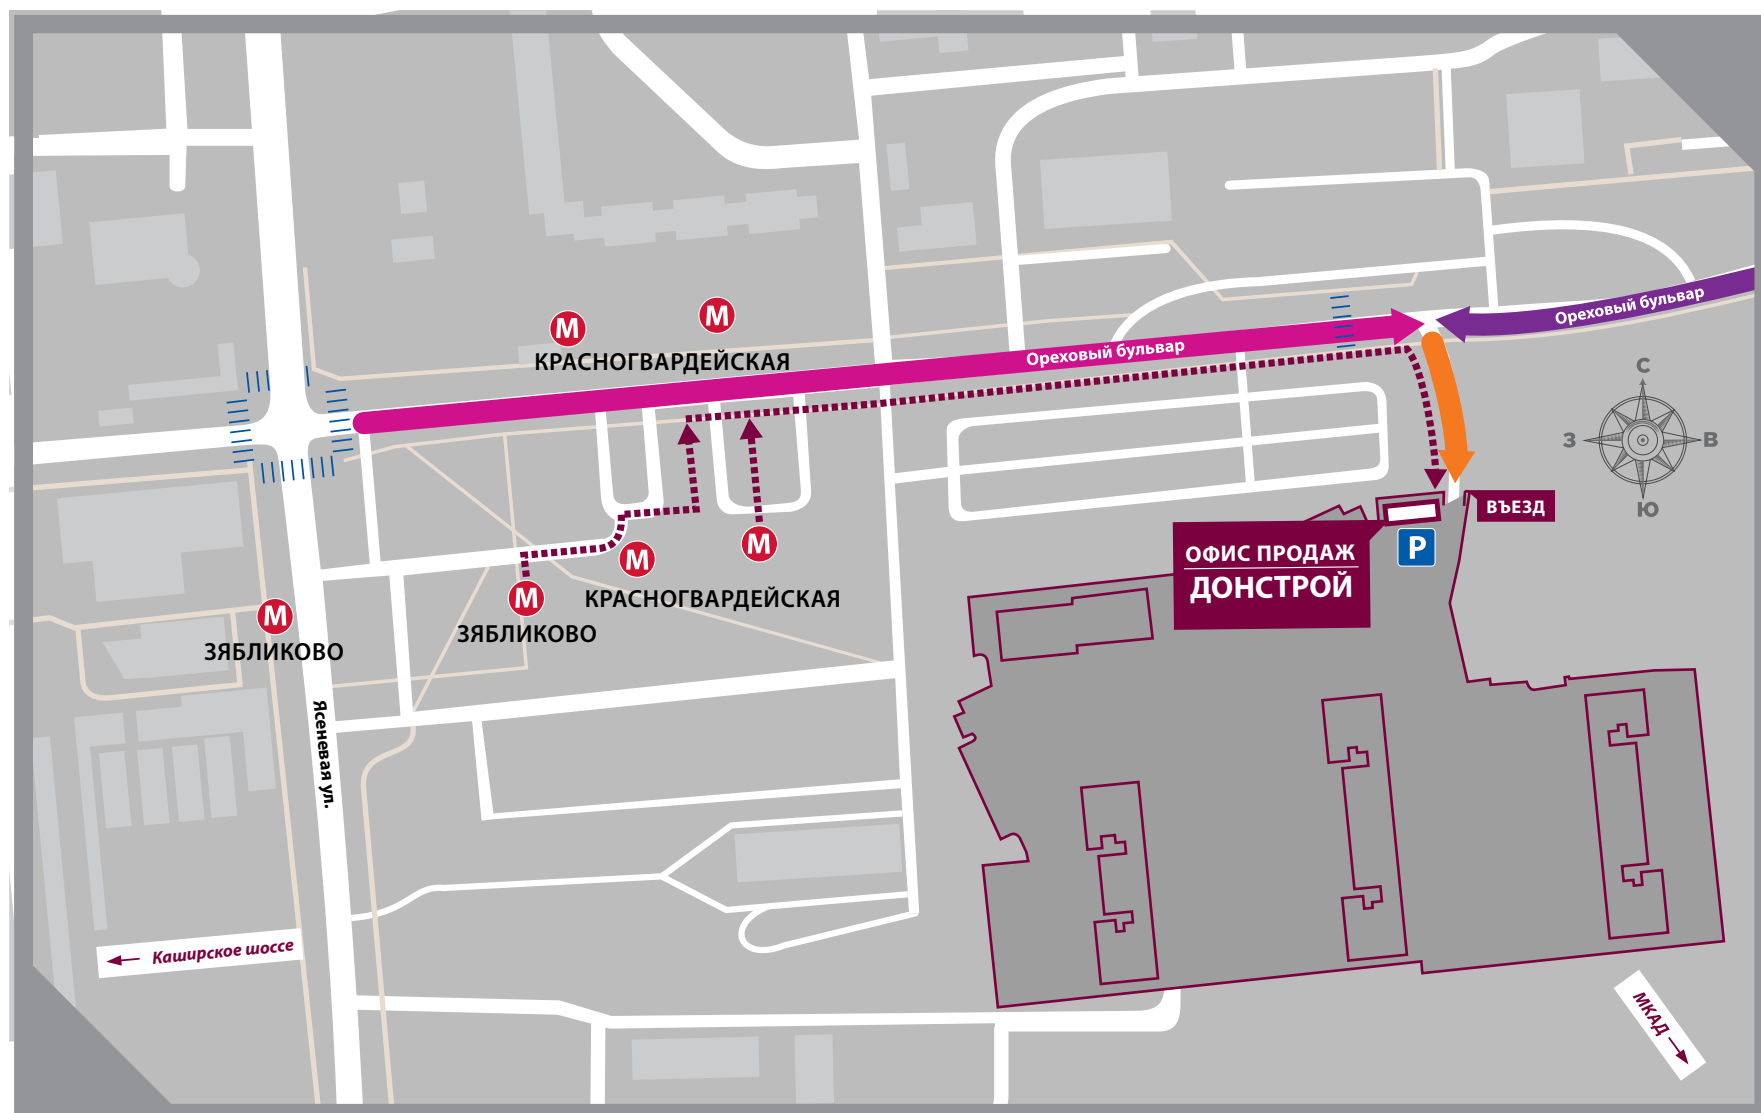 Ореховый бульвар
М
М
КРАСНОГВАРДЕЙСКАЯ
Ореховый бульвар
С
З
В
Ю
ВЪЕЗД
ОФИС ПРОДАЖ
ДОНСТРОЙ
P
М
М
М
КРАСНОГВАРДЕЙСКАЯ
ЗЯБЛИКОВО
М
ЗЯБЛИКОВО
Ясеневая ул.
Каширское шоссе
МКАД